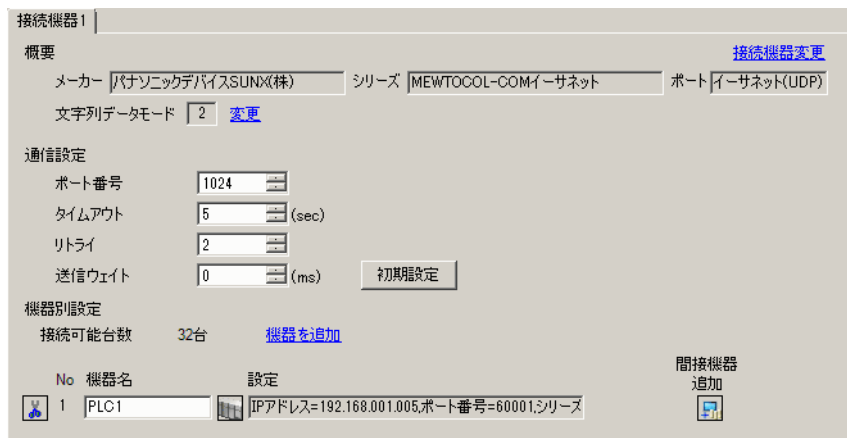 接続機器1
概要 接続機器変更
メーカー パナソニックデバイスSUNX(株) シリーズ MEWTOCOL-COMイーサネット ポート イーサネット(UDP)
文字列データモード 2 変更
通信設定
ポート番号 1024
タイムアウト 5 (sec)
リトライ 2
送信ウェイト 0 (ms) 初期設定
機器別設定
接続可能台数 32台 機器を追加
間接機器
No 機器名 設定 追加
1 PLC1 IPアドレス=192.168.001.005,ポート番号=60001,シリーズ